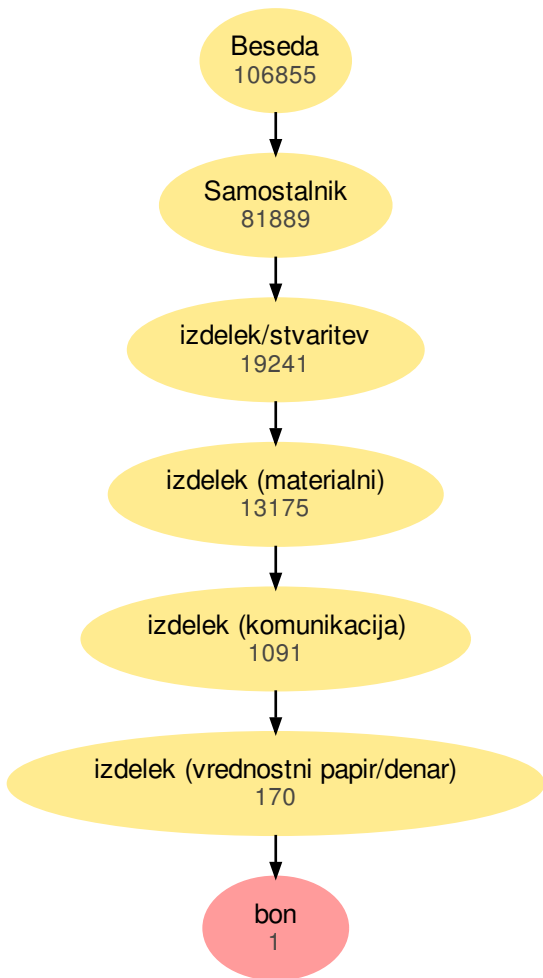 Beseda
106855
Samostalnik
81889
izdelek/stvaritev
19241
izdelek (materialni)
13175
izdelek (komunikacija)
1091
izdelek (vrednostni papir/denar)
170
bon
1